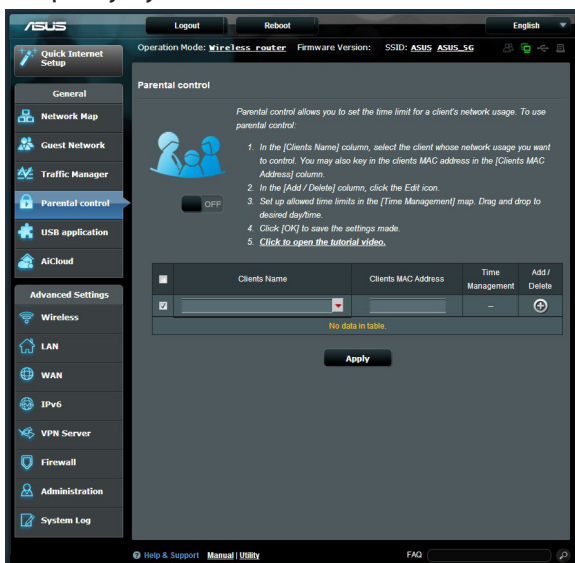 ASUS
Logout
Reboot
English
Quick Internet
Setup
Operation Mode: Wireless router Firmware Version: SSID: ASUS ASUS_5G
General
Network Map
Guest Network
Traffic Manager
Parental control
USB application
AiCloud
Advanced Settings
Wireless
LAN
WAN
IPv6
VPN Server
Firewall
Administration
System Log
Parental control
Parental control allows you to set the time limit for a client's network usage. To use
parental control:
1. In the [Clients Name] column, select the client whose network usage you want
to control. You may also key in the clients MAC address in the [Clients MAC
Address] column.
2. In the [Add / Delete] column, click the Edit icon.
3. Set up allowed time limits in the [Time Management] map. Drag and drop to
desired day/time.
4. Click [OK] to save the settings made.
5. Click to open the tutorial video.
OFF
Clients Name
Clients MAC Address
Time
Management
Add /
Delete
–
No data in table.
Apply
Help & Support Manual | Utility
FAQ